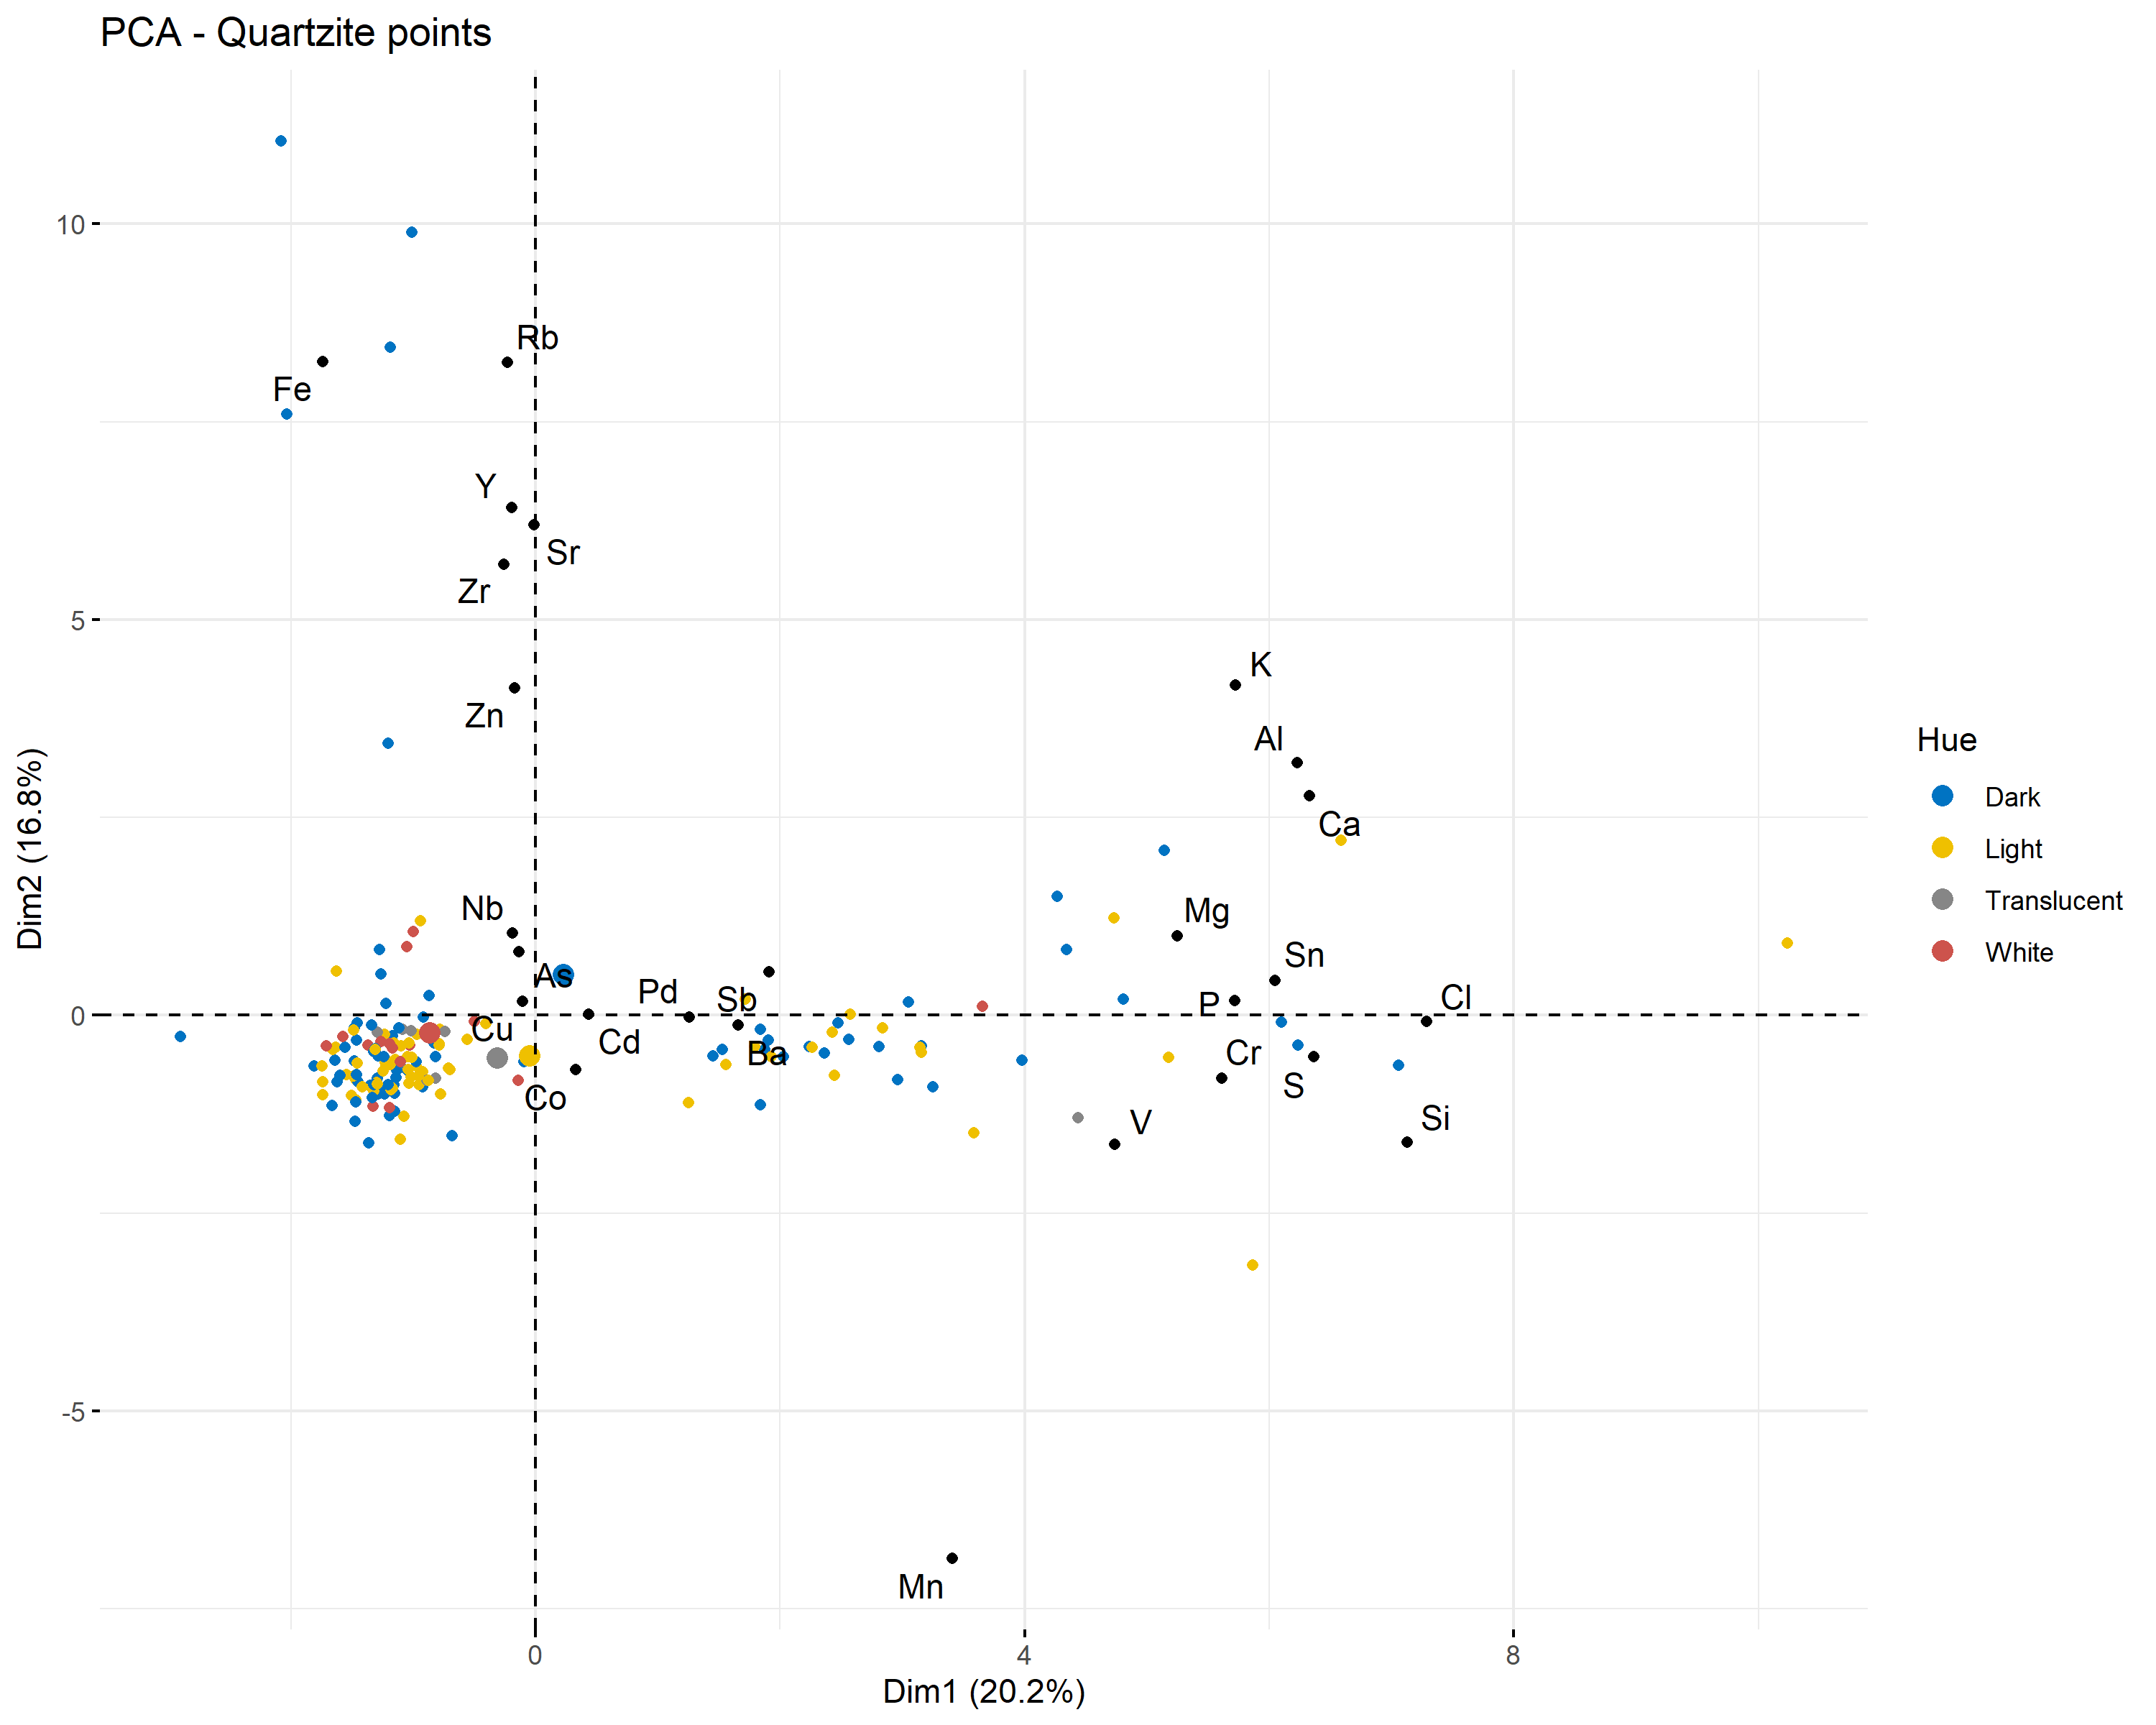 PCA - Quartzite points
10
5
0
-5
Dim2 (16.8%)
Rb
Fe
Y
Sr
Zr
Zn
K
Al
Ca
Nb
Mg
As
Sn
Pd
Sb
P
Cl
Cu
Cd
Ba
Cr
S
Co
V
Si
Mn
0
4
8
Dim1 (20.2%)
Hue
Dark
Light
Translucent
White